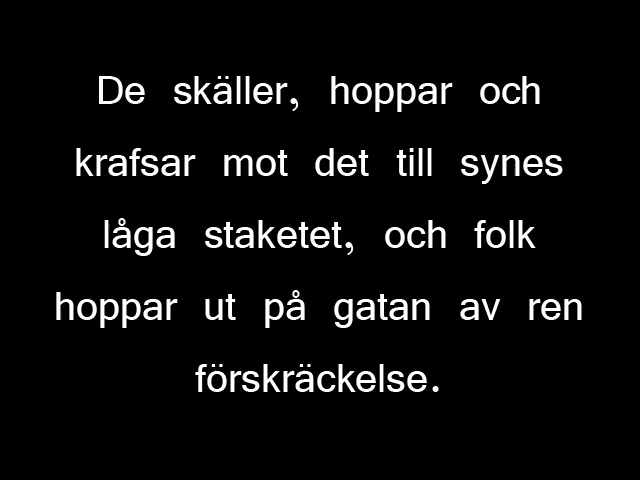 De skäller, hoppar och
krafsar mot det till synes
låga staketet, och folk
hoppar ut på gatan av ren
förskräckelse.